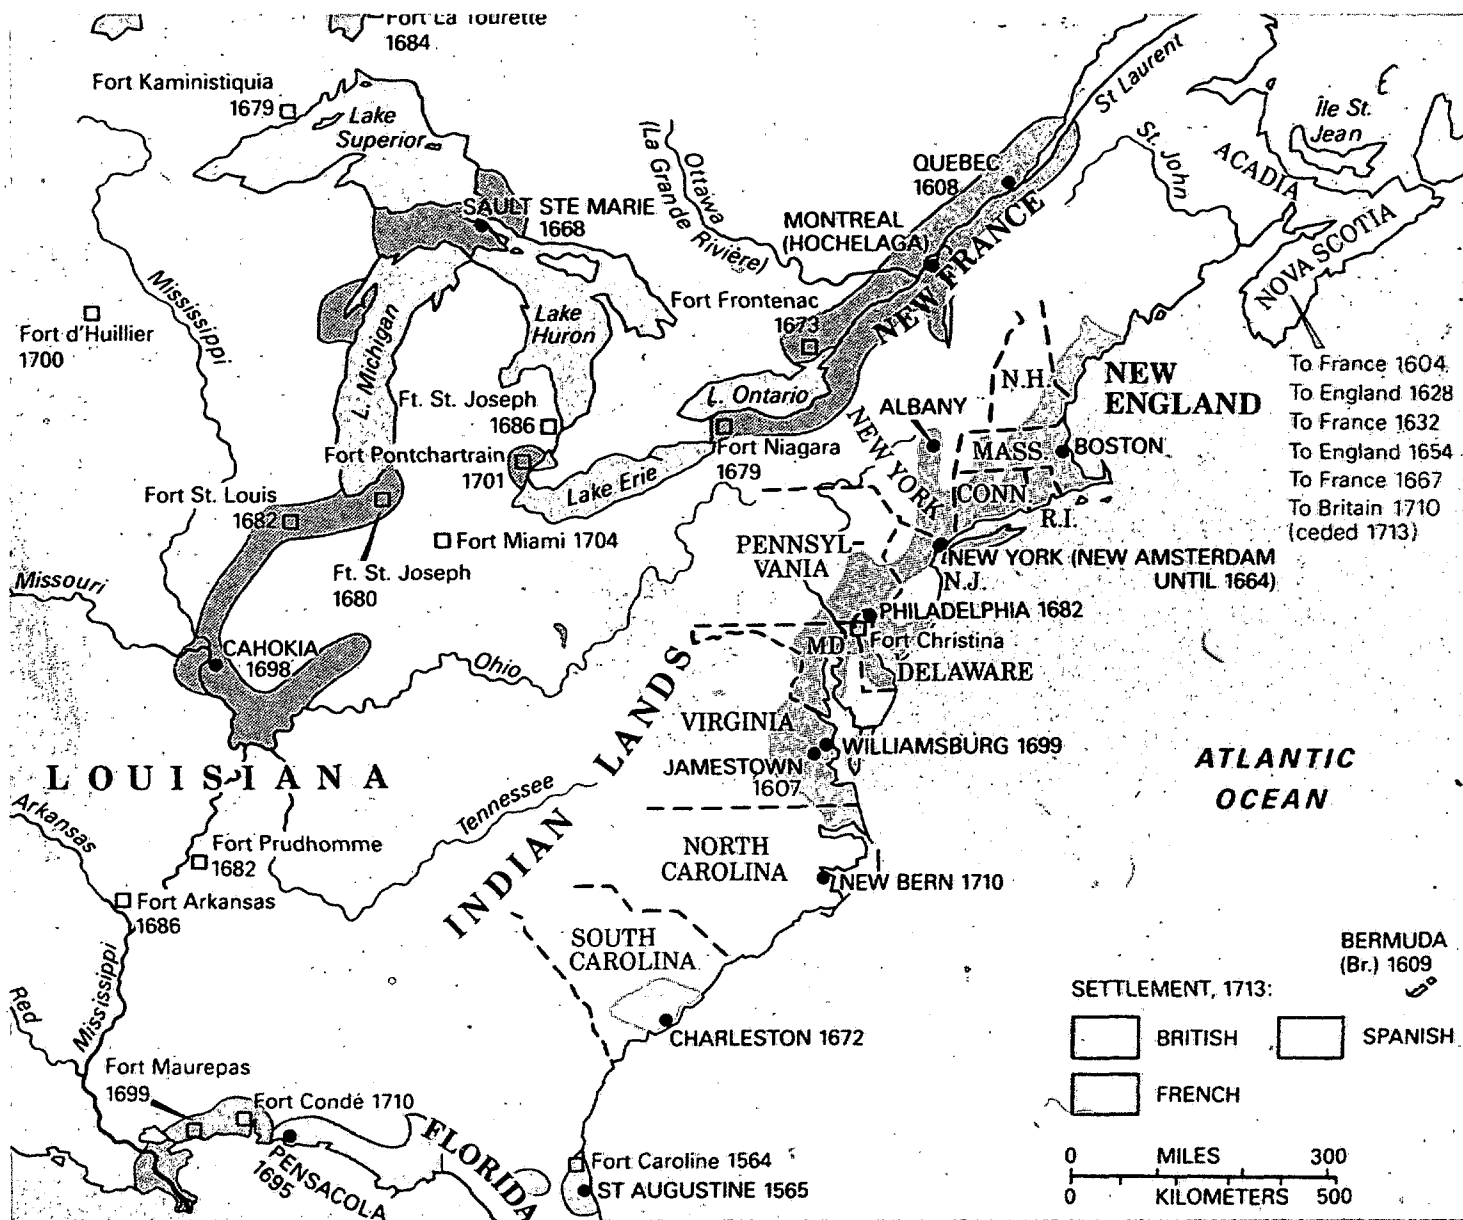 Fort La Tourette
1684
Fort Kaministiquia
1679
Lake
Superior
St Laurent
Île St.
Jean
St. John
ACADIA
Ottawa
(La Grande Rivière)
QUEBEC
1608
SAULT STE MARIE
1668
MONTREAL
(HOCHELAGA)
NEW FRANCE
NOVA SCOTIA
Mississippi
Fort d'Huillier
1700
L. Michigan
Lake
Huron
Fort Frontenac
1673
To France 1604
To England 1628
To France 1632
To England 1654
To France 1667
To Britain 1710
(ceded 1713)
N.H.
NEW
ENGLAND
Ft. St. Joseph
1686
L. Ontario
ALBANY
NEW YORK
MASS.
BOSTON
Fort Pontchartrain
1701
Fort Niagara
1679
Lake Erie
CONN
R.I.
Fort St. Louis
1682
Fort Miami 1704
Ft. St. Joseph
1680
PENNSYL-
VANIA
NEW YORK (NEW AMSTERDAM
UNTIL 1664)
N.J.
Missouri
PHILADELPHIA 1682
Fort Christina
MD.
DELAWARE
CAHOKIA
1698
Ohio
INDIAN LANDS
VIRGINIA
WILLIAMSBURG 1699
JAMESTOWN
1607
LOUISIANA
ATLANTIC
OCEAN
Arkansas
Tennessee
Fort Prudhomme
1682
NORTH
CAROLINA
NEW BERN 1710
Fort Arkansas
1686
SOUTH
CAROLINA
BERMUDA
(Br.) 1609
Mississippi
Red
CHARLESTON 1672
SETTLEMENT, 1713:
BRITISH
SPANISH
FRENCH
Fort Maurepas
1699
Fort Condé 1710
PENSACOLA
1695
FLORIDA
Fort Caroline 1564
ST AUGUSTINE 1565
0 MILES 300
0 KILOMETERS 500